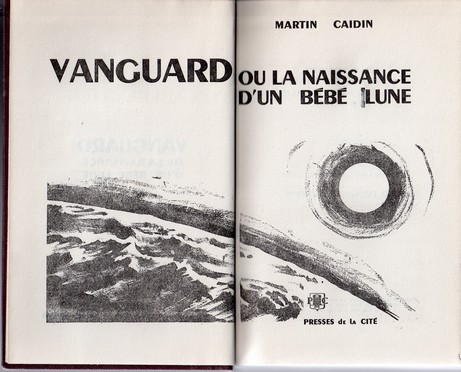 MARTIN CAIDIN
VANGUARD OU LA NAISSANCE
D'UN BÉBÉ LUNE
PRESSES de la CITÉ